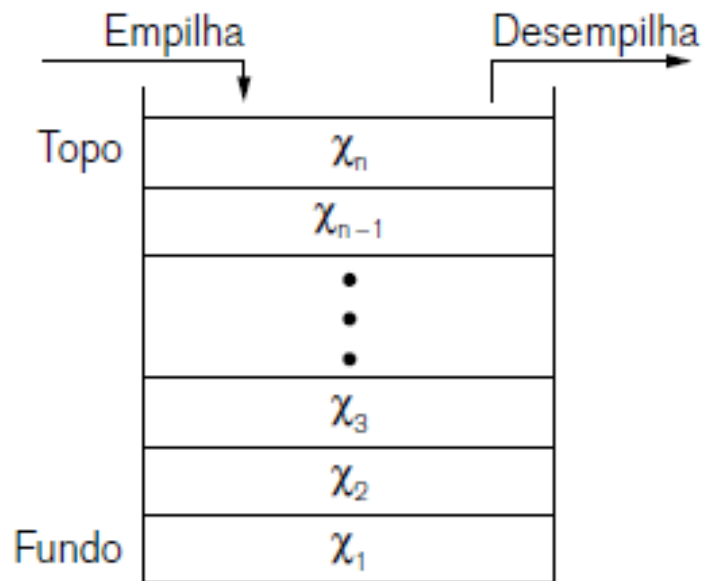 Empilha Desempilha
Topo χₙ
χₙ₋₁
χ₃
χ₂
Fundo χ₁